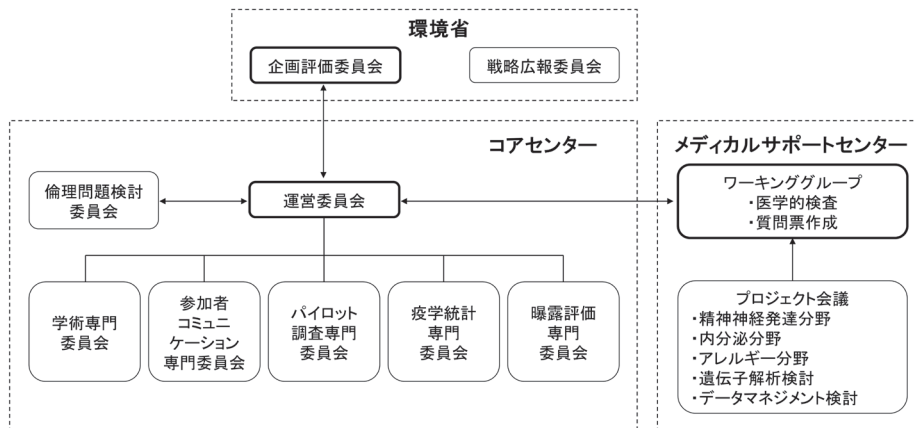 環境省
企画評価委員会
戦略広報委員会
コアセンター
倫理問題検討
委員会
運営委員会
学術専門
委員会
参加者
コミュニ
ケーション
専門委員会
パイロット
調査専門
委員会
疫学統計
専門
委員会
曝露評価
専門
委員会
メディカルサポートセンター
ワーキンググループ
・医学的検査
・質問票作成
プロジェクト会議
・精神神経発達分野
・内分泌分野
・アレルギー分野
・遺伝子解析検討
・データマネジメント検討